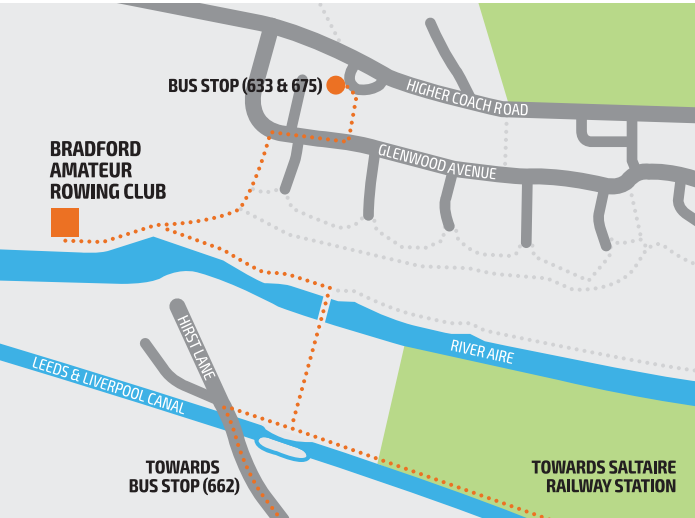 BUS STOP (633 & 675)
HIGHER COACH ROAD
BRADFORD
AMATEUR
ROWING CLUB
GLENWOOD AVENUE
HIRST LANE
RIVER AIRE
LEEDS & LIVERPOOL CANAL
TOWARDS
BUS STOP (662)
TOWARDS SALTAIRE
RAILWAY STATION